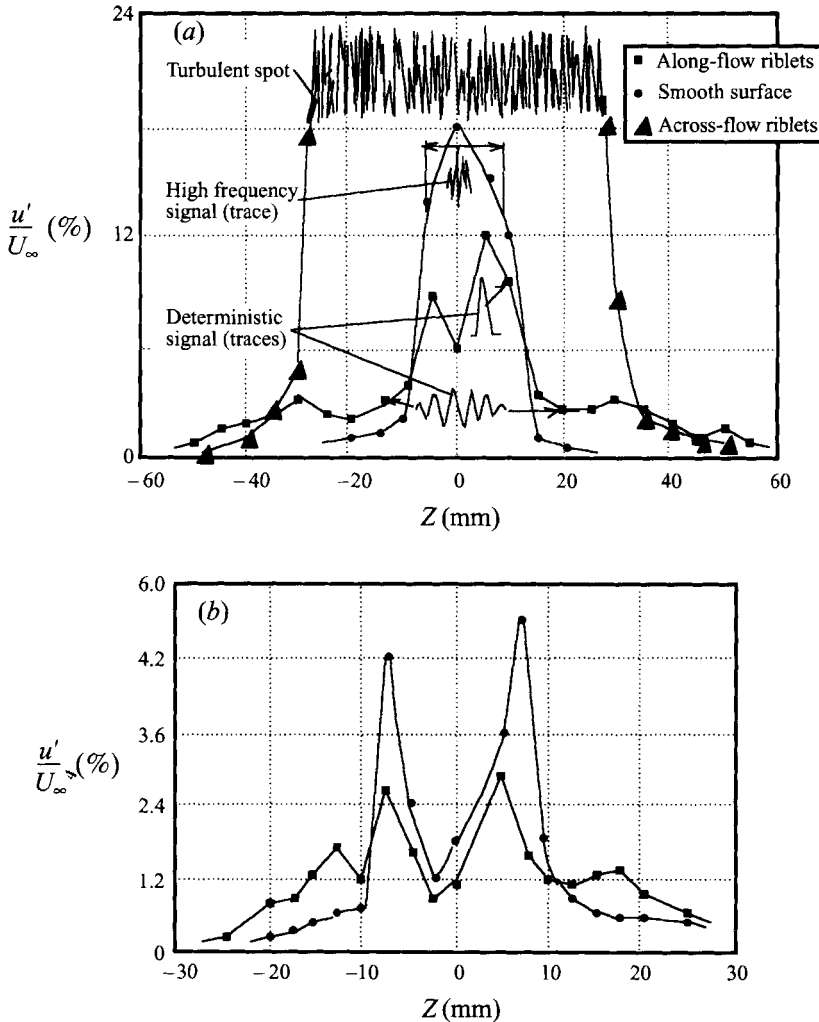 24
(a)
Turbulent spot
Along-flow riblets
Smooth surface
Across-flow riblets
High frequency
signal (trace)
u'
U∞ (%)
12
Deterministic
signal (traces)
0
−60 −40 −20 0 20 40 60
Z (mm)
6.0
(b)
4.2
3.6
u'
U∞ (%)
2.4
1.2
0
−30 −20 −10 0 10 20 30
Z (mm)